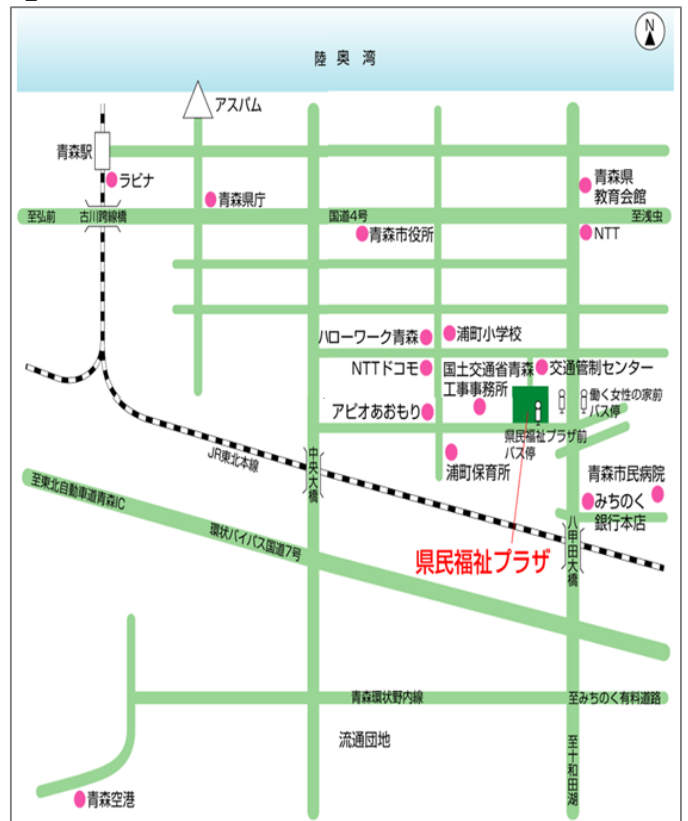 N
陸奥湾
アスパム
青森駅
ラビナ
青森県庁
青森県
教育会館
至弘前
古川跨線橋
国道4号
至浅虫
青森市役所
NTT
ハローワーク青森
浦町小学校
NTTドコモ
国土交通省青森
工事事務所
交通管制センター
働く女性の家前
バス停
アピオあおもり
県民福祉プラザ前
バス停
JR東北本線
中央大橋
浦町保育所
青森市民病院
みちのく
銀行本店
至東北自動車道青森IC
環状バイパス国道7号
八甲田大橋
県民福祉プラザ
青森環状野内線
至みちのく有料道路
流通団地
至十和田湖
青森空港